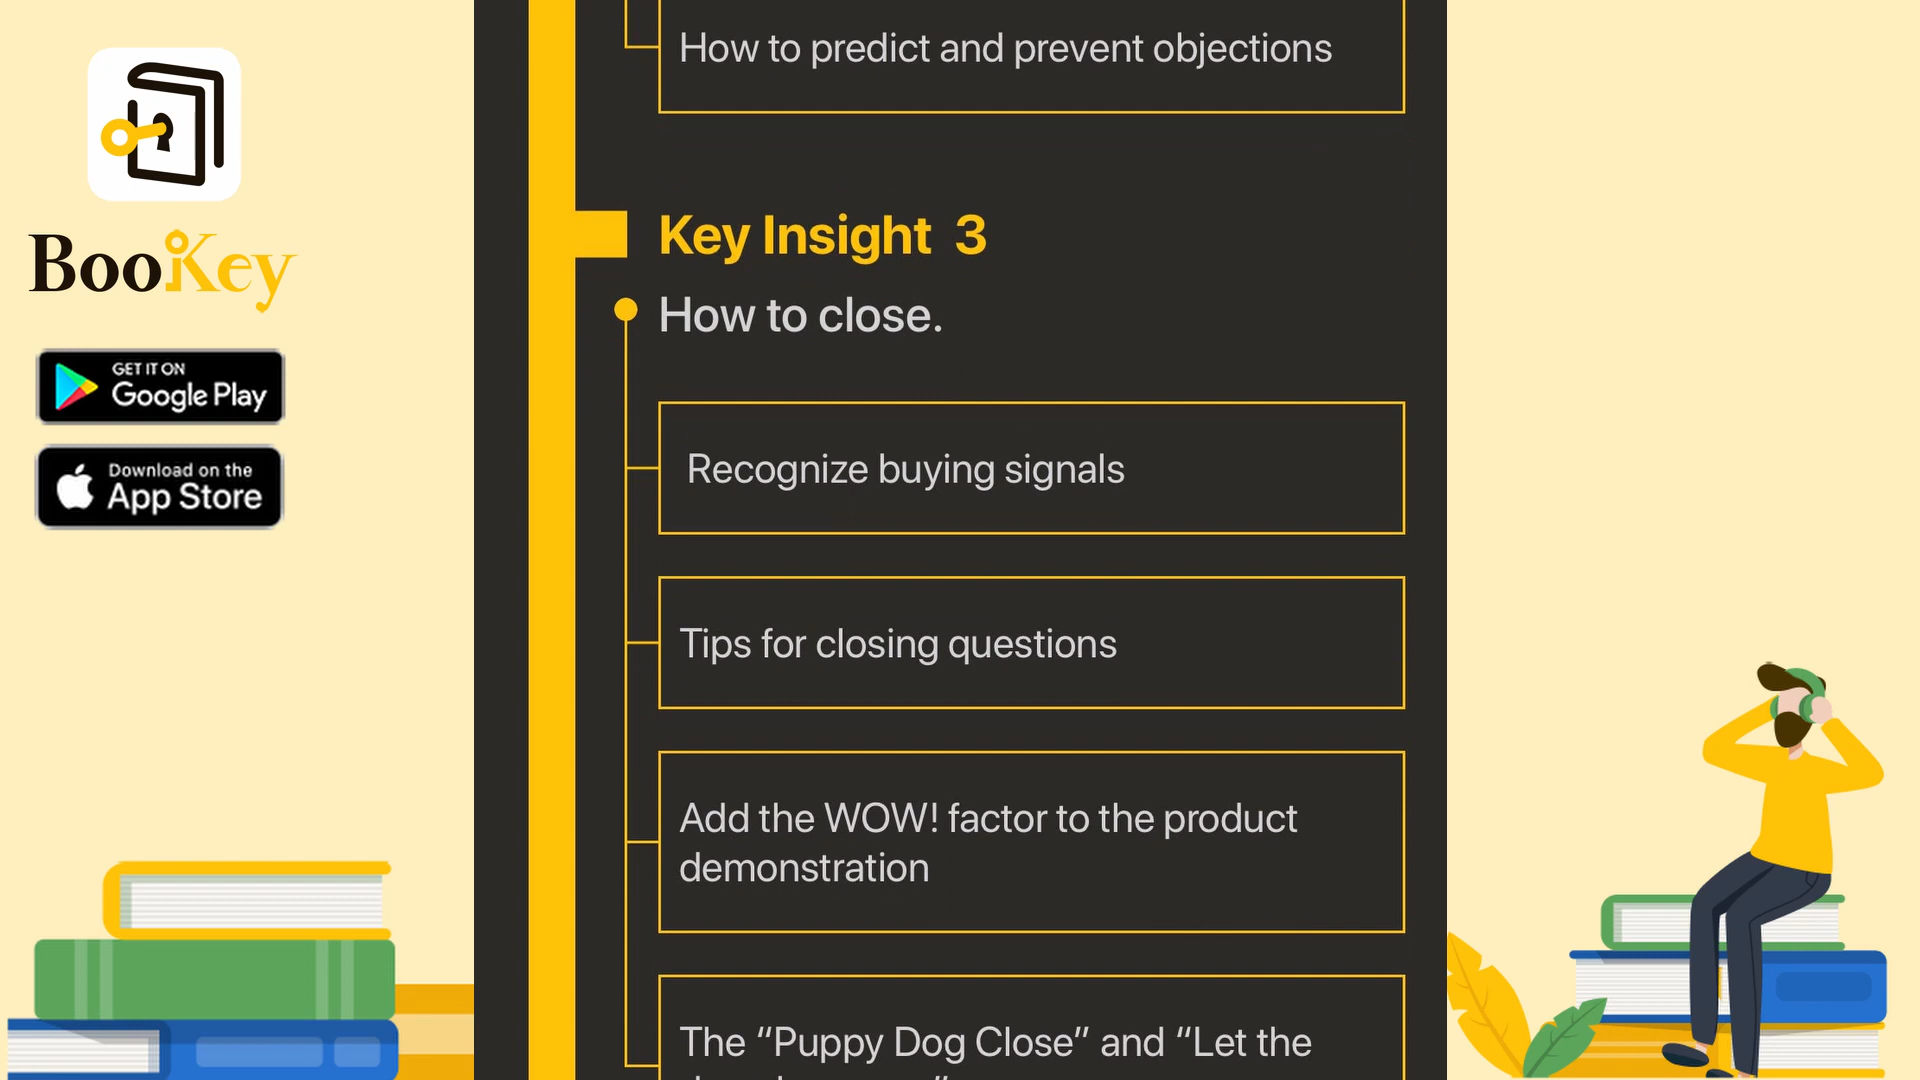 BooKey
GET IT ON
Google Play
Download on the
App Store
How to predict and prevent objections
Key Insight 3
How to close.
Recognize buying signals
Tips for closing questions
Add the WOW! factor to the product
demonstration
The “Puppy Dog Close” and “Let the